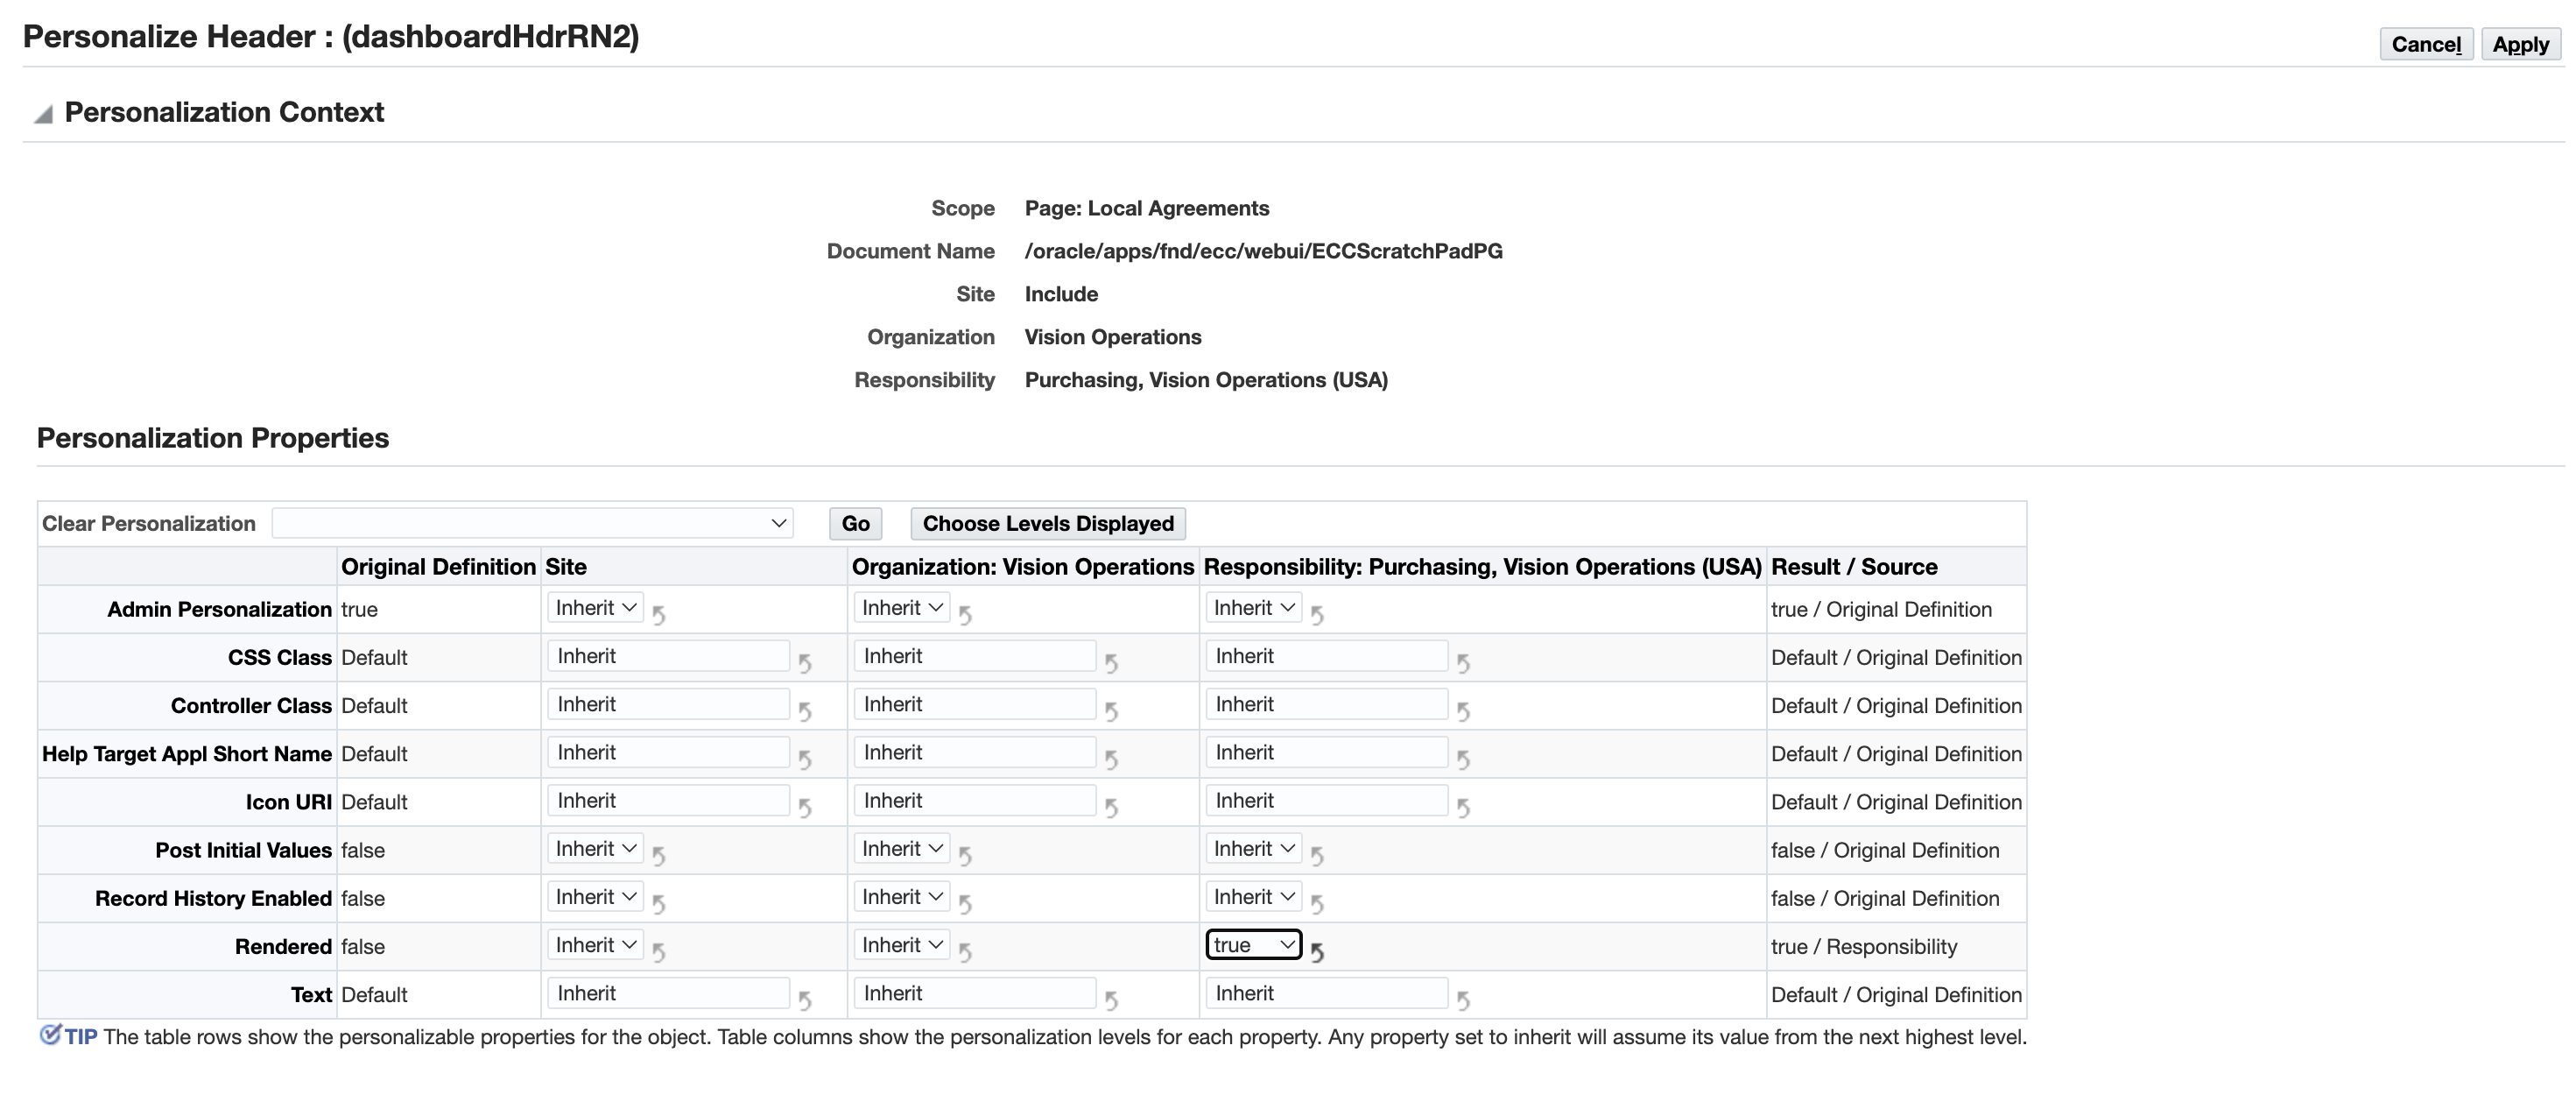 Personalize Header : (dashboardHdrRN2)
Cancel Apply
Personalization Context
Scope Page: Local Agreements
Document Name /oracle/apps/fnd/ecc/webui/ECCScratchPadPG
Site Include
Organization Vision Operations
Responsibility Purchasing, Vision Operations (USA)
Personalization Properties
Clear Personalization Go Choose Levels Displayed
Original Definition Site Organization: Vision Operations Responsibility: Purchasing, Vision Operations (USA) Result / Source
Admin Personalization true Inherit Inherit Inherit true / Original Definition
CSS Class Default Inherit Inherit Inherit Default / Original Definition
Controller Class Default Inherit Inherit Inherit Default / Original Definition
Help Target Appl Short Name Default Inherit Inherit Inherit Default / Original Definition
Icon URI Default Inherit Inherit Inherit Default / Original Definition
Post Initial Values false Inherit Inherit Inherit false / Original Definition
Record History Enabled false Inherit Inherit Inherit false / Original Definition
Rendered false Inherit Inherit true true / Responsibility
Text Default Inherit Inherit Inherit Default / Original Definition
TIP The table rows show the personalizable properties for the object. Table columns show the personalization levels for each property. Any property set to inherit will assume its value from the next highest level.